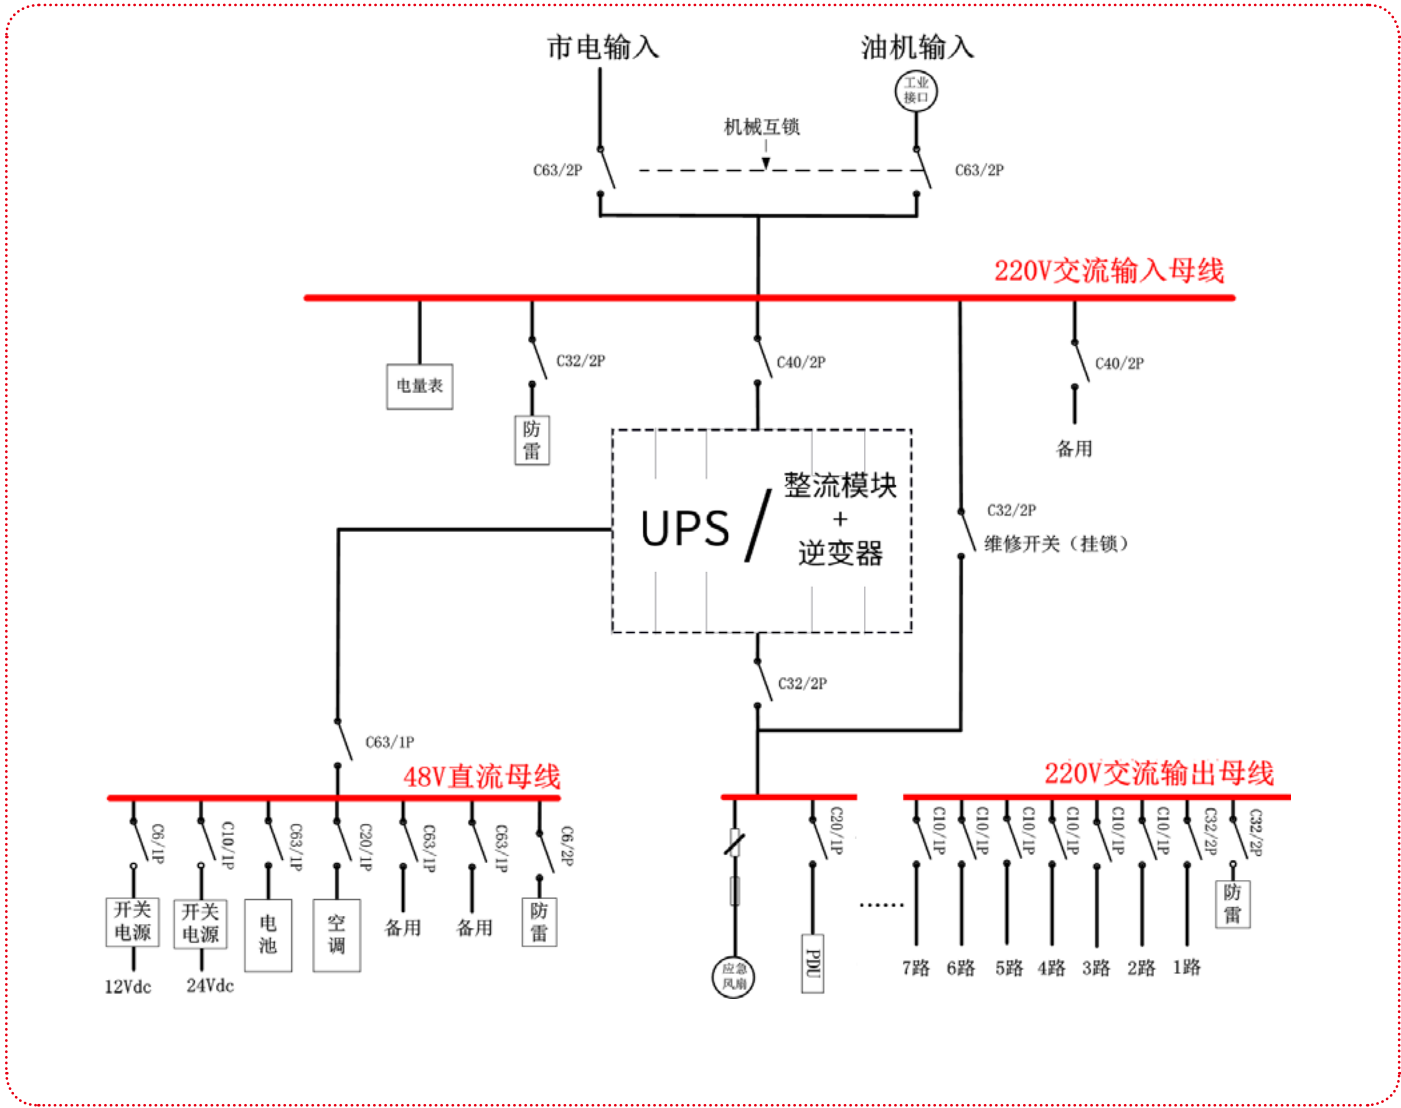 市电输入
油机输入
工业
接口
机械互锁
C63/2P
C63/2P
220V交流输入母线
C32/2P
C40/2P
C40/2P
电量表
防
雷
备用
整流模块
UPS /
+
逆变器
C32/2P
维修开关（挂锁）
C32/2P
C63/1P
48V直流母线
220V交流输出母线
C6/1P
C10/1P
C63/1P
C20/1P
C63/1P
C63/1P
C6/2P
C20/1P
C10/1P
C10/1P
C10/1P
C10/1P
C10/1P
C10/1P
C32/2P
C32/2P
开关
电源
开关
电源
电
池
空
调
备用
备用
防
雷
应急
风扇
PDU
······
防
雷
12Vdc
24Vdc
7路
6路
5路
4路
3路
2路
1路